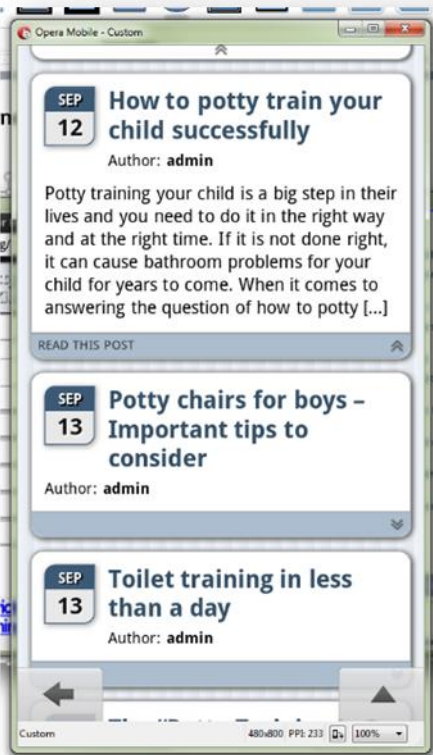 Opera Mobile - Custom
SEP
12
How to potty train your
child successfully
Author: admin
Potty training your child is a big step in their
lives and you need to do it in the right way
and at the right time. If it is not done right,
it can cause bathroom problems for your
child for years to come. When it comes to
answering the question of how to potty [...]
READ THIS POST
SEP
13
Potty chairs for boys –
Important tips to
consider
Author: admin
SEP
13
Toilet training in less
than a day
Author: admin
Custom
480x800 PPI: 233
100%